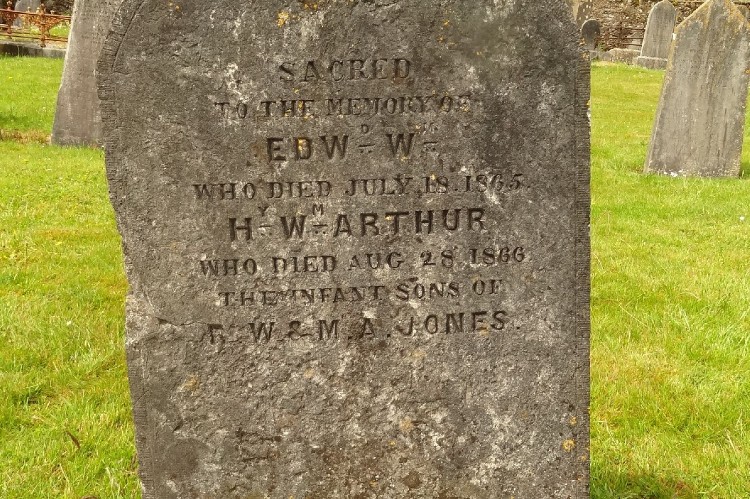 SACRED
TO THE MEMORY OF
EDWᴰ Wᴹ
WHO DIED JULY 18. 1865.
Hʸ Wᴹ ARTHUR
WHO DIED AUG 28 1866
THE INFANT SONS OF
W. & M. A. JONES.